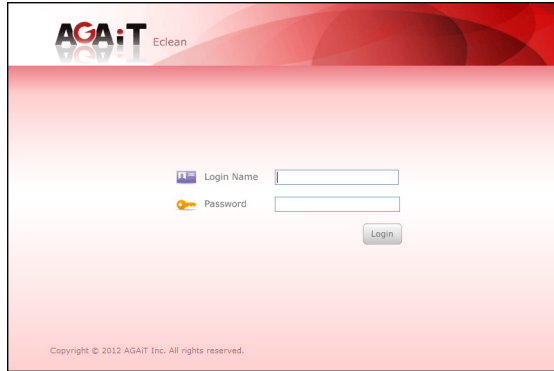 AGAiT Eclean
Login Name
Password
Login
Copyright © 2012 AGAiT Inc. All rights reserved.